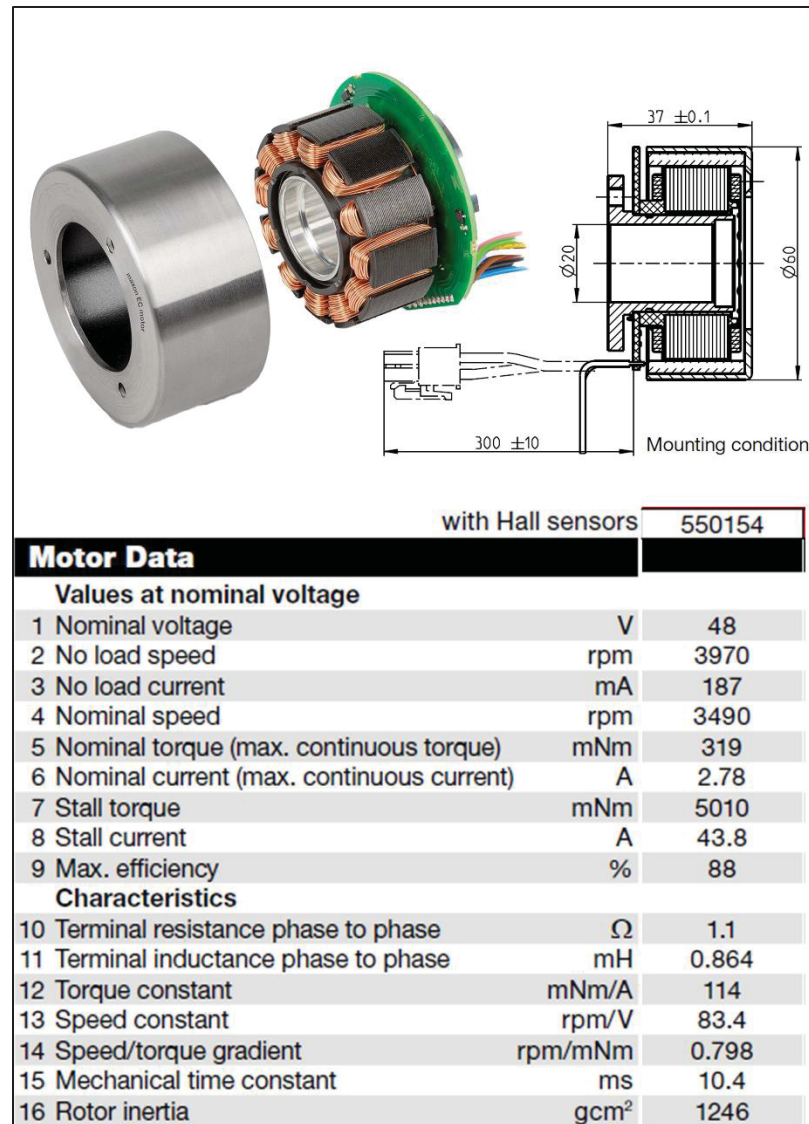 37 ±0.1
maxon EC motor
Ø20
Ø60
300 ±10
Mounting condition
with Hall sensors 550154
Motor Data
Values at nominal voltage
1 Nominal voltage V 48
2 No load speed rpm 3970
3 No load current mA 187
4 Nominal speed rpm 3490
5 Nominal torque (max. continuous torque) mNm 319
6 Nominal current (max. continuous current) A 2.78
7 Stall torque mNm 5010
8 Stall current A 43.8
9 Max. efficiency % 88
Characteristics
10 Terminal resistance phase to phase Ω 1.1
11 Terminal inductance phase to phase mH 0.864
12 Torque constant mNm/A 114
13 Speed constant rpm/V 83.4
14 Speed/torque gradient rpm/mNm 0.798
15 Mechanical time constant ms 10.4
16 Rotor inertia gcm² 1246